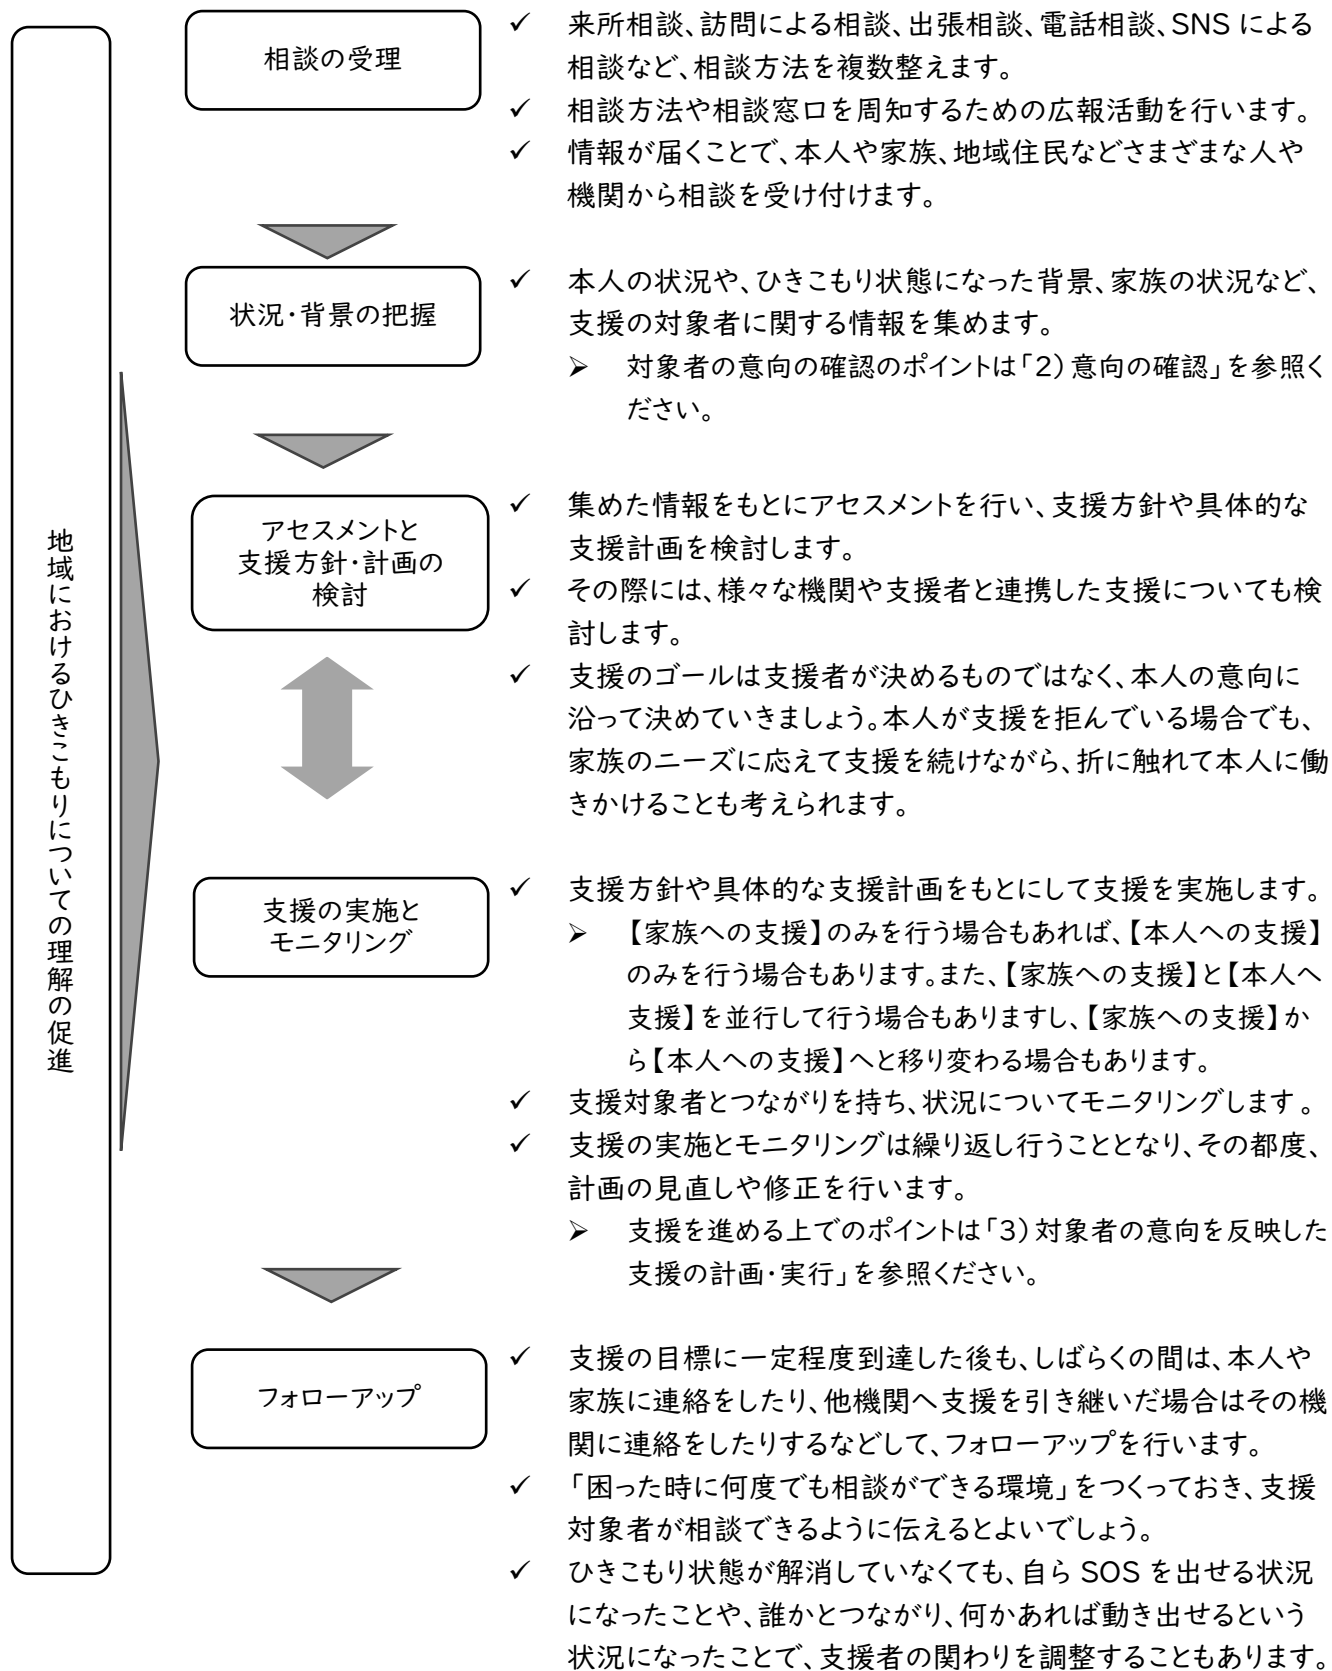 地域におけるひきこもりについての理解の促進
相談の受理
✓ 来所相談、訪問による相談、出張相談、電話相談、SNS による
相談など、相談方法を複数整えます。
✓ 相談方法や相談窓口を周知するための広報活動を行います。
✓ 情報が届くことで、本人や家族、地域住民などさまざまな人や
機関から相談を受け付けます。
状況・背景の把握
✓ 本人の状況や、ひきこもり状態になった背景、家族の状況など、
支援の対象者に関する情報を集めます。
➢ 対象者の意向の確認のポイントは「2）意向の確認」を参照く
ださい。
アセスメントと
支援方針・計画の
検討
✓ 集めた情報をもとにアセスメントを行い、支援方針や具体的な
支援計画を検討します。
✓ その際には、様々な機関や支援者と連携した支援についても検
討します。
✓ 支援のゴールは支援者が決めるものではなく、本人の意向に
沿って決めていきましょう。本人が支援を拒んでいる場合でも、
家族のニーズに応えて支援を続けながら、折に触れて本人に働
きかけることも考えられます。
支援の実施と
モニタリング
✓ 支援方針や具体的な支援計画をもとにして支援を実施します。
➢ 【家族への支援】のみを行う場合もあれば、【本人への支援】
のみを行う場合もあります。また、【家族への支援】と【本人へ
支援】を並行して行う場合もありますし、【家族への支援】か
ら【本人への支援】へと移り変わる場合もあります。
✓ 支援対象者とつながりを持ち、状況についてモニタリングします。
✓ 支援の実施とモニタリングは繰り返し行うこととなり、その都度、
計画の見直しや修正を行います。
➢ 支援を進める上でのポイントは「3）対象者の意向を反映した
支援の計画・実行」を参照ください。
フォローアップ
✓ 支援の目標に一定程度到達した後も、しばらくの間は、本人や
家族に連絡をしたり、他機関へ支援を引き継いだ場合はその機
関に連絡をしたりするなどして、フォローアップを行います。
✓ 「困った時に何度でも相談ができる環境」をつくっておき、支援
対象者が相談できるように伝えるとよいでしょう。
✓ ひきこもり状態が解消していなくても、自ら SOS を出せる状況
になったことや、誰かとつながり、何かあれば動き出せるという
状況になったことで、支援者の関わりを調整することもあります。